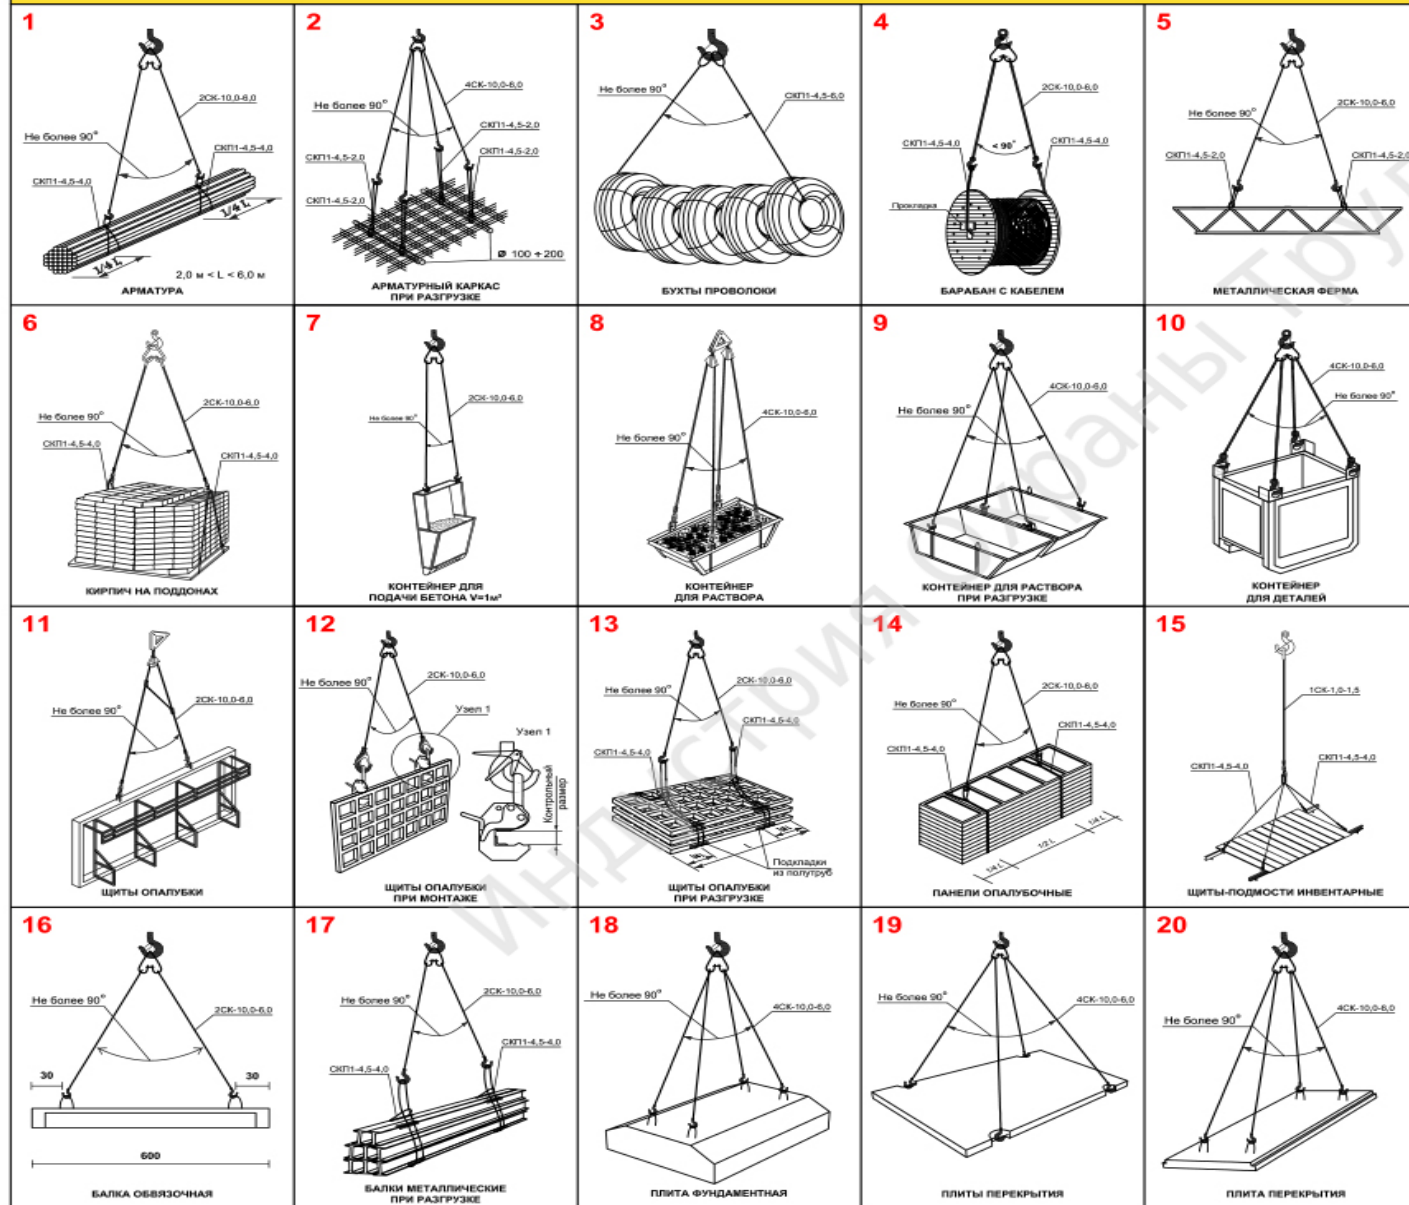 1
2СК-10,0-6,0
Не более 90°
СКП1-4,5-4,0
СКП1-4,5-4,0
1/4 L
1/4 L
2,0 м < L < 6,0 м
АРМАТУРА
2
4СК-10,0-6,0
Не более 90°
СКП1-4,5-2,0
СКП1-4,5-2,0
СКП1-4,5-2,0
СКП1-4,5-2,0
Ø 100 ÷ 200
АРМАТУРНЫЙ КАРКАС
ПРИ РАЗГРУЗКЕ
3
Не более 90°
СКП1-4,5-6,0
БУХТЫ ПРОВОЛОКИ
4
2СК-10,0-6,0
СКП1-4,5-4,0
СКП1-4,5-4,0
< 90°
Прокладка
БАРАБАН С КАБЕЛЕМ
5
2СК-10,0-6,0
Не более 90°
СКП1-4,5-2,0
СКП1-4,5-2,0
МЕТАЛЛИЧЕСКАЯ ФЕРМА
6
2СК-10,0-6,0
Не более 90°
СКП1-4,5-4,0
СКП1-4,5-4,0
КИРПИЧ НА ПОДДОНАХ
7
2СК-10,0-6,0
Не более 90°
КОНТЕЙНЕР ДЛЯ
ПОДАЧИ БЕТОНА V=1м³
8
4СК-10,0-6,0
Не более 90°
КОНТЕЙНЕР
ДЛЯ РАСТВОРА
9
4СК-10,0-6,0
Не более 90°
КОНТЕЙНЕР ДЛЯ РАСТВОРА
ПРИ РАЗГРУЗКЕ
10
4СК-10,0-6,0
Не более 90°
КОНТЕЙНЕР
ДЛЯ ДЕТАЛЕЙ
11
2СК-10,0-6,0
Не более 90°
ЩИТЫ ОПАЛУБКИ
12
2СК-10,0-6,0
Не более 90°
Узел 1
Узел 1
Контрольный
размер
ЩИТЫ ОПАЛУБКИ
ПРИ МОНТАЖЕ
13
2СК-10,0-6,0
Не более 90°
СКП1-4,5-4,0
СКП1-4,5-4,0
L
Подкладки
из полутруб
ЩИТЫ ОПАЛУБКИ
ПРИ РАЗГРУЗКЕ
14
2СК-10,0-6,0
Не более 90°
СКП1-4,5-4,0
СКП1-4,5-4,0
1/4 L
1/2 L
1/4 L
ПАНЕЛИ ОПАЛУБОЧНЫЕ
15
1СК-1,0-1,5
СКП1-4,5-4,0
СКП1-4,5-4,0
ЩИТЫ-ПОДМОСТИ ИНВЕНТАРНЫЕ
16
Не более 90°
2СК-10,0-6,0
30
30
600
БАЛКА ОБВЯЗОЧНАЯ
17
2СК-10,0-6,0
Не более 90°
СКП1-4,5-4,0
СКП1-4,5-4,0
БАЛКИ МЕТАЛЛИЧЕСКИЕ
ПРИ РАЗГРУЗКЕ
18
Не более 90°
4СК-10,0-6,0
ПЛИТА ФУНДАМЕНТНАЯ
19
Не более 90°
4СК-10,0-6,0
ПЛИТЫ ПЕРЕКРЫТИЯ
20
4СК-10,0-6,0
Не более 90°
ПЛИТА ПЕРЕКРЫТИЯ
Индустрия Охраны